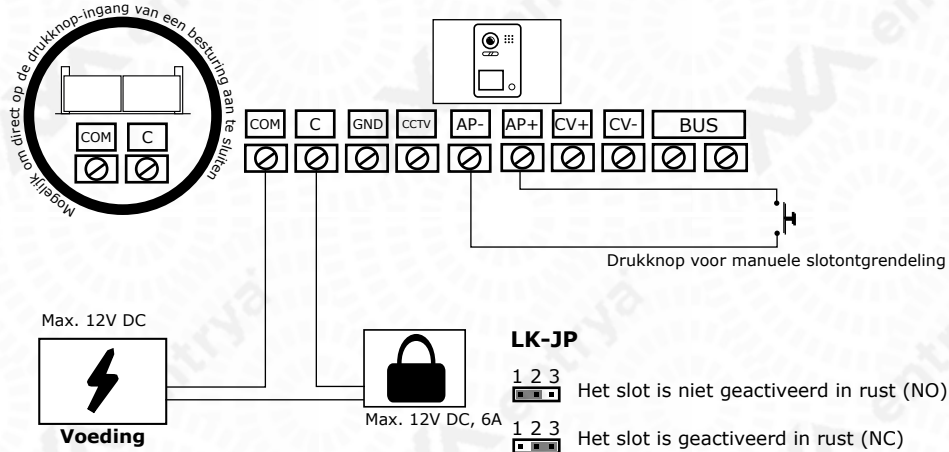 Mogelijk om direct op de drukknop-ingang van een besturing aan te sluiten
COM C
COM C GND CCTV AP- AP+ CV+ CV- BUS
Drukknop voor manuele slotontgrendeling
Max. 12V DC
Voeding
Max. 12V DC, 6A
LK-JP
1 2 3
Het slot is niet geactiveerd in rust (NO)
1 2 3
Het slot is geactiveerd in rust (NC)
entrya
entrya